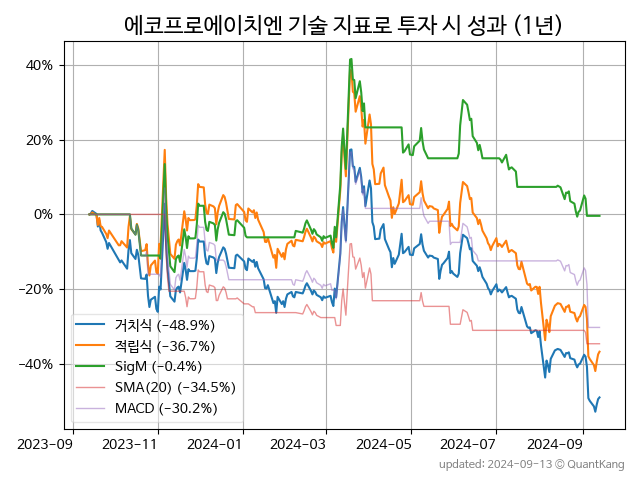 에코프로에이치엔 기술 지표로 투자 시 성과 (1년)
40%
20%
0%
−20%
−40%
거치식 (−48.9%)
적립식 (−36.7%)
SigM (−0.4%)
SMA(20) (−34.5%)
MACD (−30.2%)
2023-09 2023-11 2024-01 2024-03 2024-05 2024-07 2024-09
updated: 2024-09-13 ⓒ QuantKang